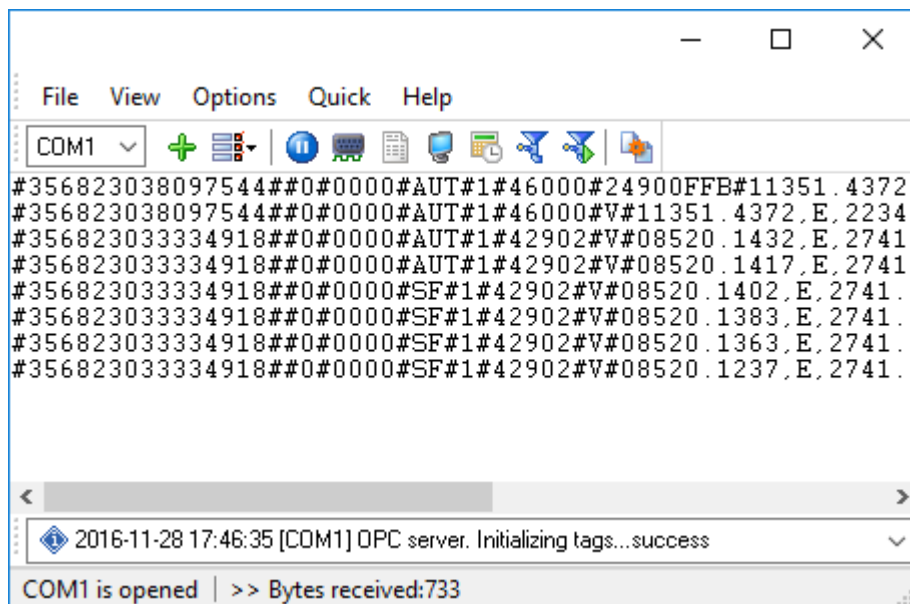 File View Options Quick Help
COM1
#356823038097544##0#0000#AUT#1#46000#24900FFB#11351.4372
#356823038097544##0#0000#AUT#1#46000#V#11351.4372,E,2234
#356823033334918##0#0000#AUT#1#42902#V#08520.1432,E,2741
#356823033334918##0#0000#AUT#1#42902#V#08520.1417,E,2741
#356823033334918##0#0000#SF#1#42902#V#08520.1402,E,2741.
#356823033334918##0#0000#SF#1#42902#V#08520.1383,E,2741.
#356823033334918##0#0000#SF#1#42902#V#08520.1363,E,2741.
#356823033334918##0#0000#SF#1#42902#V#08520.1237,E,2741.
2016-11-28 17:46:35 [COM1] OPC server. Initializing tags...success
COM1 is opened >> Bytes received:733